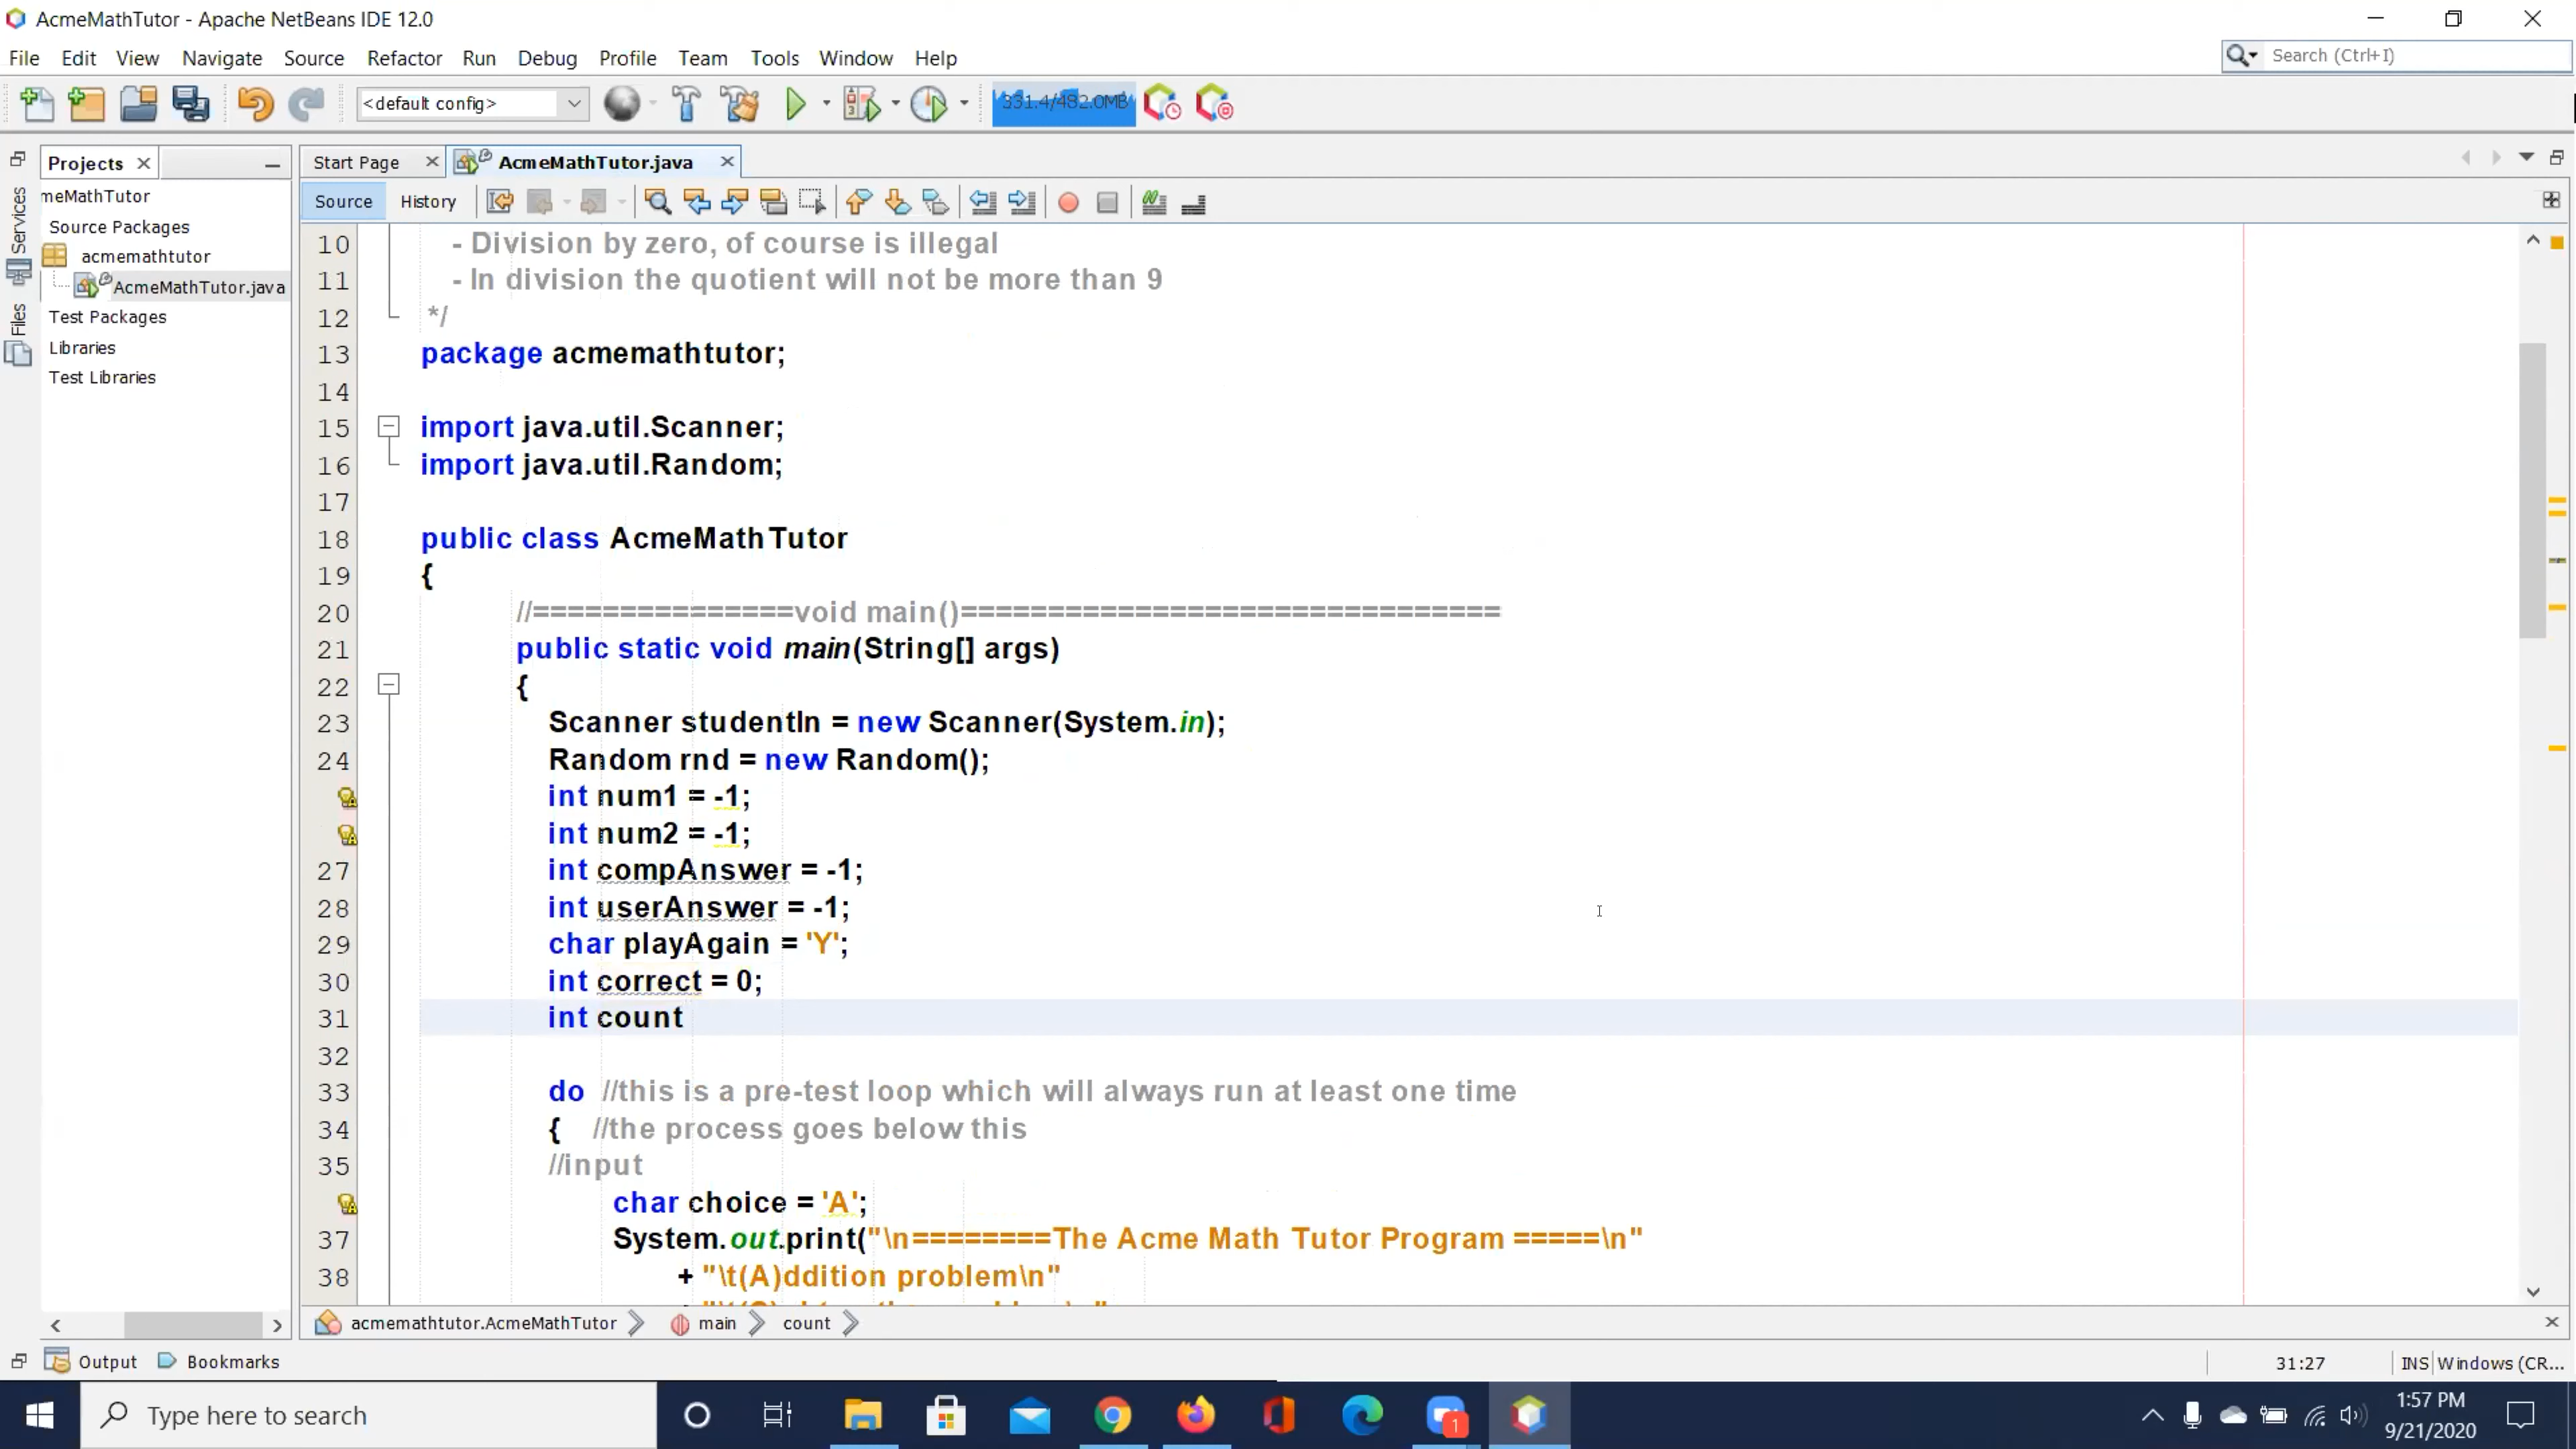 AcmeMathTutor - Apache NetBeans IDE 12.0
File Edit View Navigate Source Refactor Run Debug Profile Team Tools Window Help
Search (Ctrl+I)
<default config>
331.4/482.0MB
Projects
Start Page
AcmeMathTutor.java
Services
Files
meMathTutor
Source Packages
acmemathtutor
AcmeMathTutor.java
Test Packages
Libraries
Test Libraries
Source History
10 - Division by zero, of course is illegal
11 - In division the quotient will not be more than 9
12 */
13 package acmemathtutor;
14
15 import java.util.Scanner;
16 import java.util.Random;
17
18 public class AcmeMathTutor
19 {
20 //===============void main()===============================
21 public static void main(String[] args)
22 {
23 Scanner studentIn = new Scanner(System.in);
24 Random rnd = new Random();
int num1 = -1;
int num2 = -1;
27 int compAnswer = -1;
28 int userAnswer = -1;
29 char playAgain = 'Y';
30 int correct = 0;
31 int count
32
33 do //this is a pre-test loop which will always run at least one time
34 { //the process goes below this
35 //input
char choice = 'A';
37 System.out.print("\n========The Acme Math Tutor Program =====\n"
38 + "\t(A)ddition problem\n"
acmemathtutor.AcmeMathTutor main count
Output Bookmarks
31:27 INS Windows (CR...
Type here to search
1
1:57 PM
9/21/2020